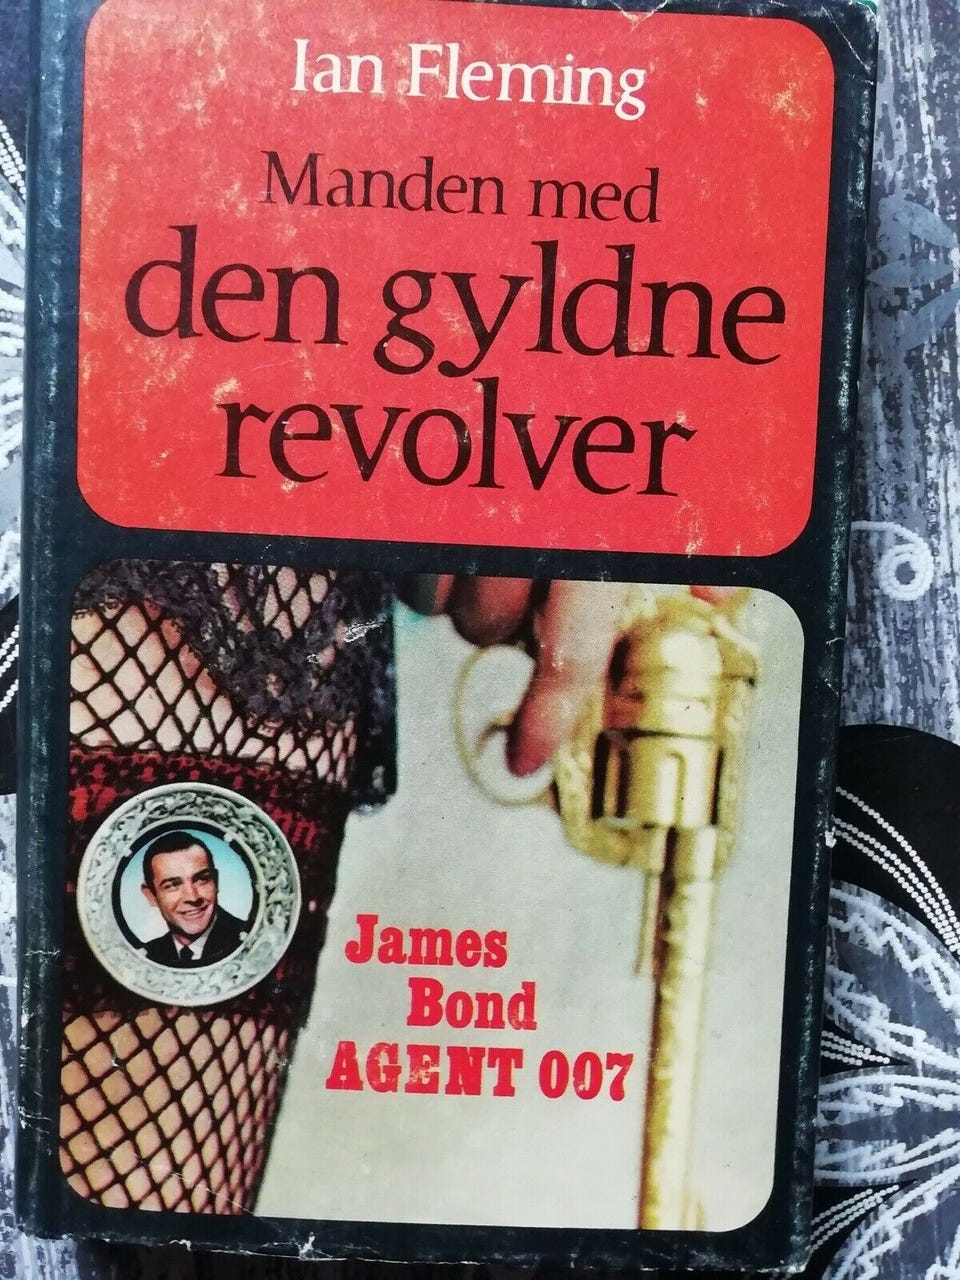 Ian Fleming
Manden med
den gyldne
revolver
James
Bond
AGENT 007